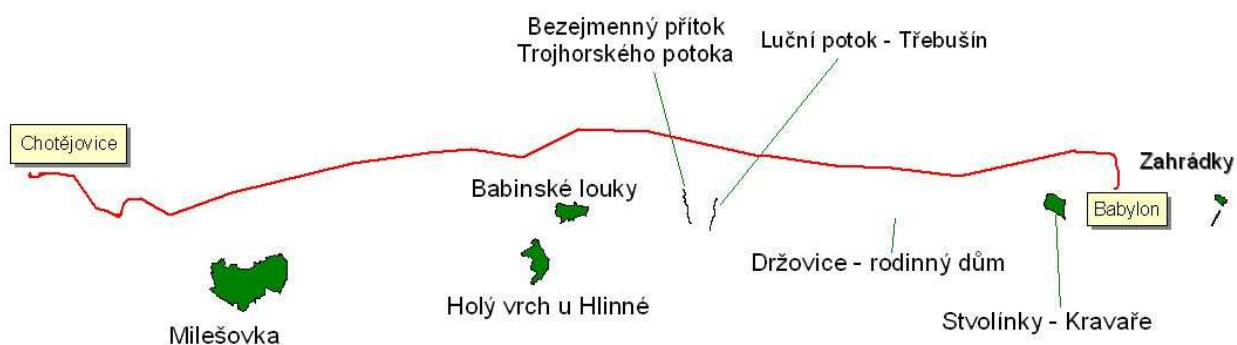 Bezejmenný přítok
Trojhorského potoka
Luční potok - Třebušín
Chotějovice
Zahrádky
Babinské louky
Babylon
Držovice - rodinný dům
Holý vrch u Hlinné
Stvolínky - Kravaře
Milešovka